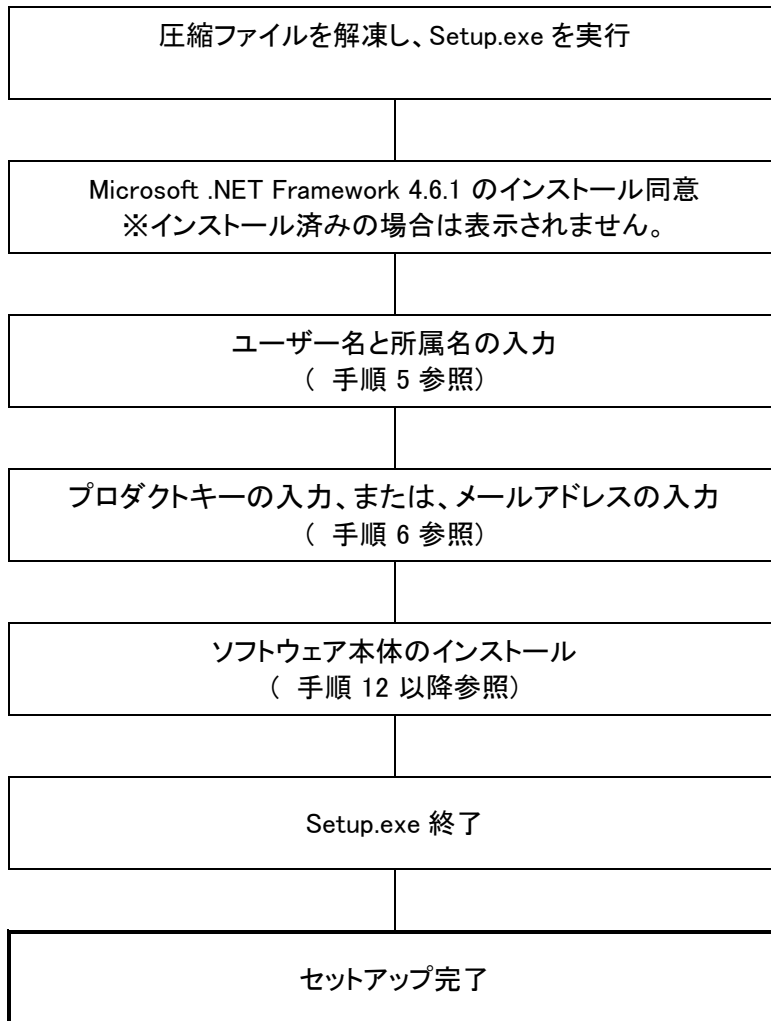 圧縮ファイルを解凍し、Setup.exe を実行
Microsoft .NET Framework 4.6.1 のインストール同意
※インストール済みの場合は表示されません。
ユーザー名と所属名の入力
( 手順 5 参照)
プロダクトキーの入力、または、メールアドレスの入力
( 手順 6 参照)
ソフトウェア本体のインストール
( 手順 12 以降参照)
Setup.exe 終了
セットアップ完了